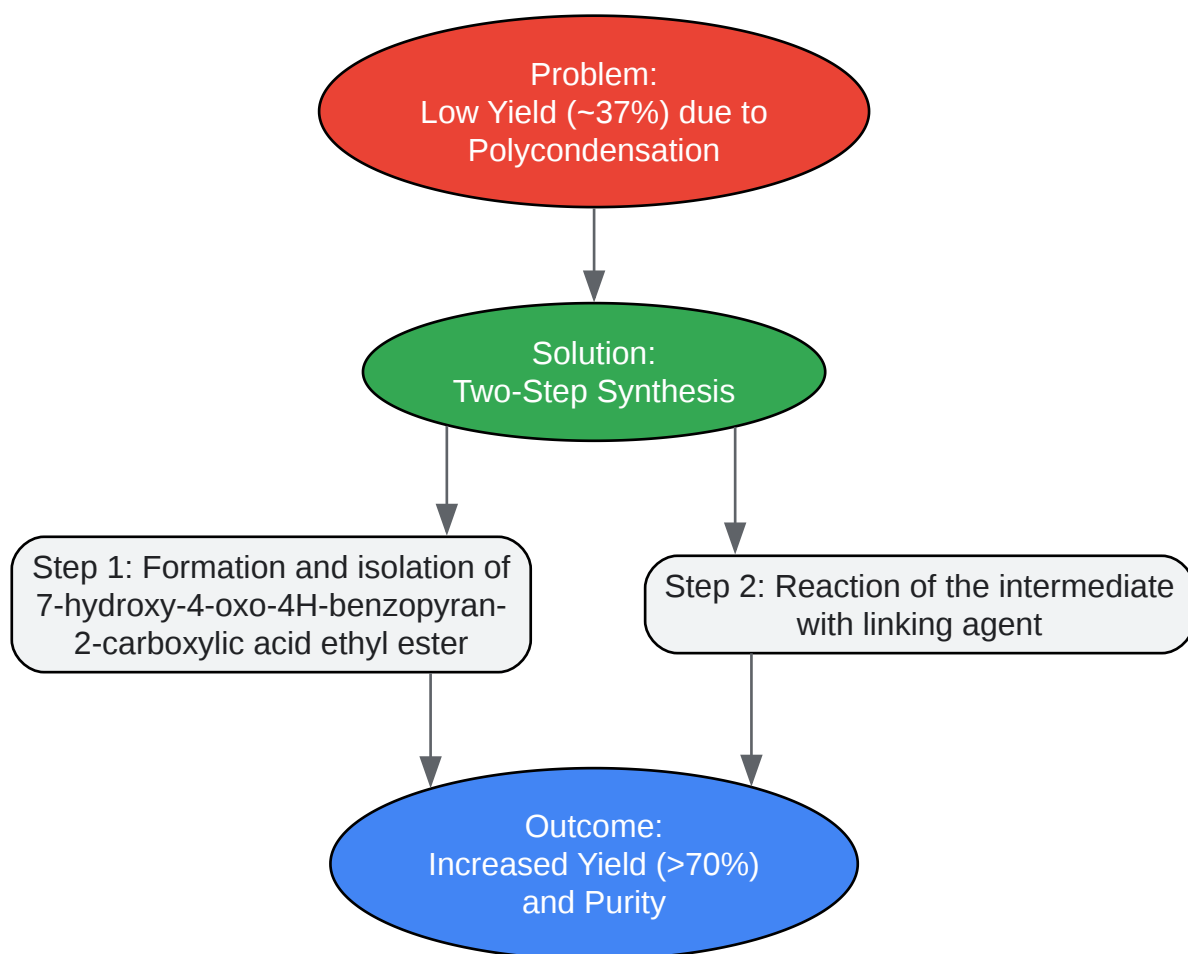 Problem:
Low Yield (~37%) due to
Polycondensation
Solution:
Two-Step Synthesis
Step 1: Formation and isolation of
7-hydroxy-4-oxo-4H-benzopyran-
2-carboxylic acid ethyl ester
Step 2: Reaction of the intermediate
with linking agent
Outcome:
Increased Yield (>70%)
and Purity